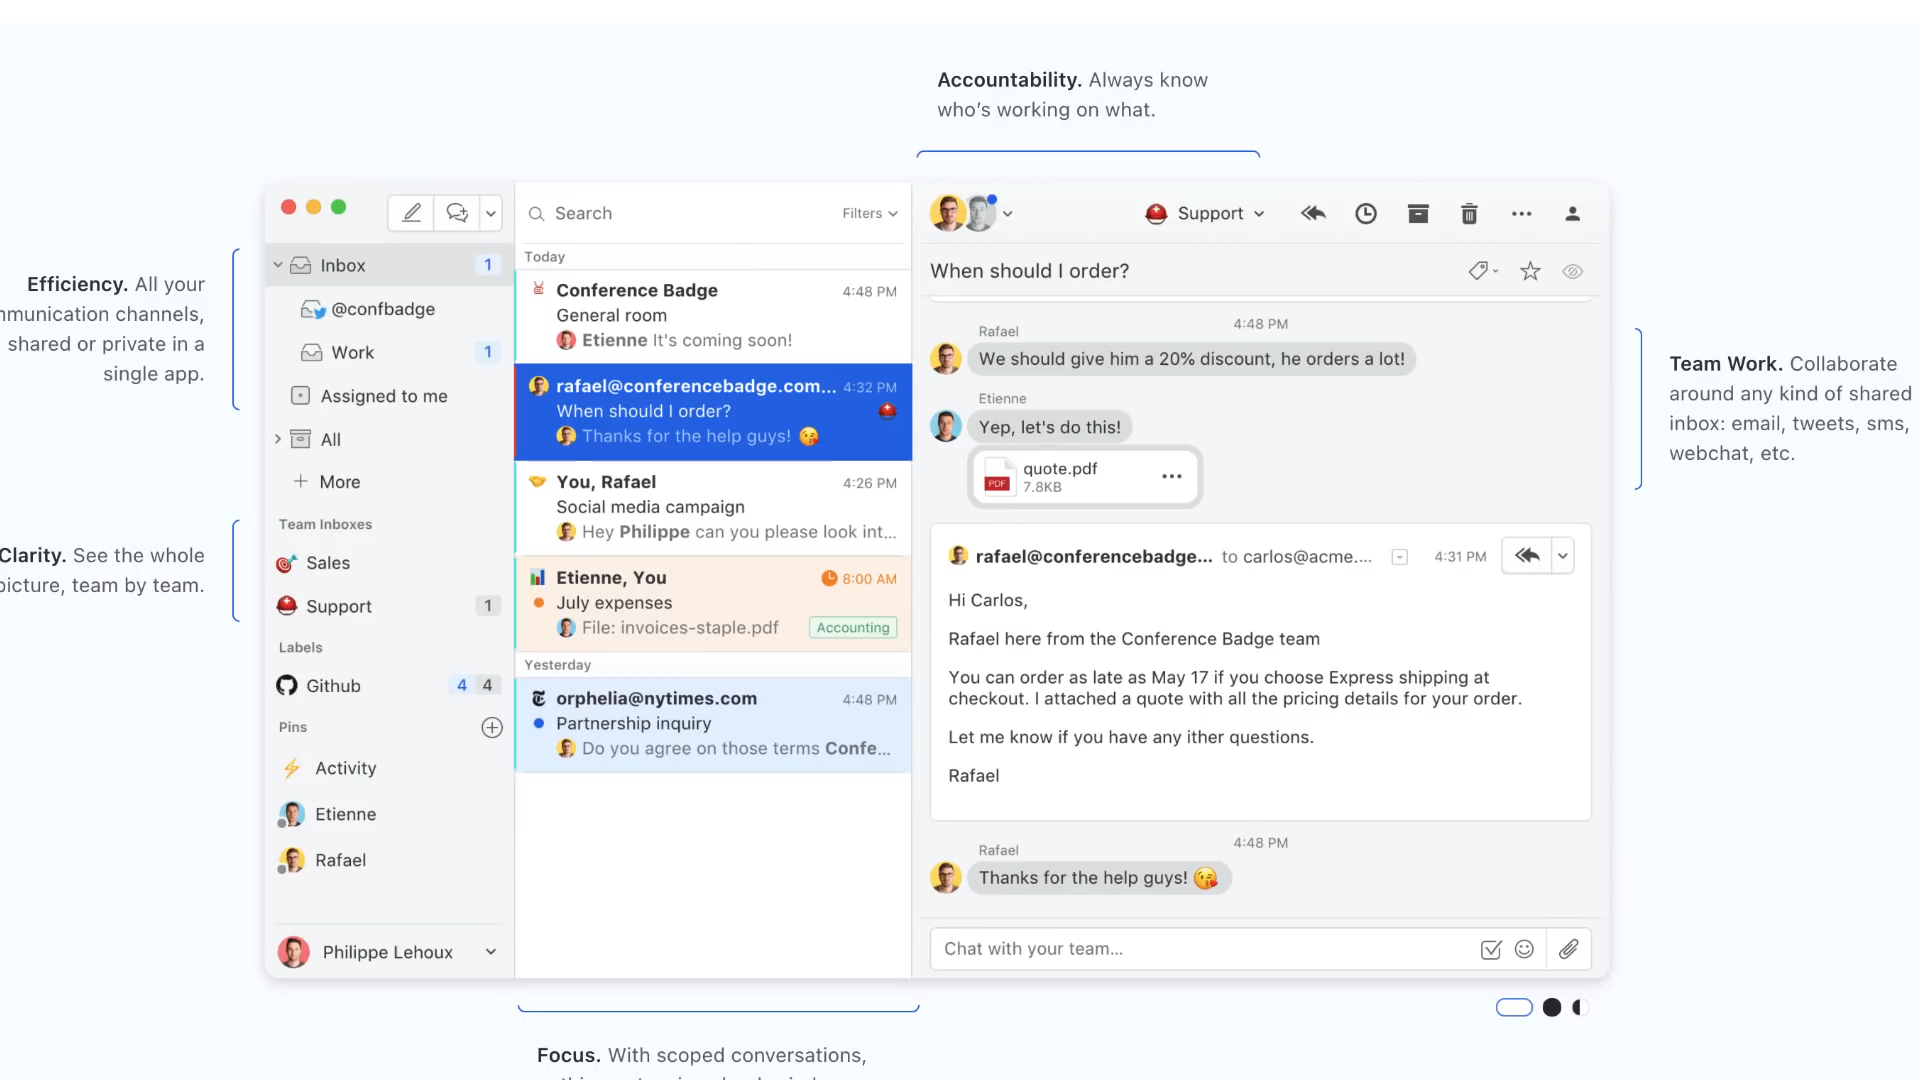 Accountability. Always know
who's working on what.
Efficiency. All your
mmunication channels,
shared or private in a
single app.
Clarity. See the whole
picture, team by team.
Inbox 1
@confbadge
Work 1
Assigned to me
All
More
Team Inboxes
Sales
Support 1
Labels
Github 4 4
Pins
Activity
Etienne
Rafael
Philippe Lehoux
Search Filters
Today
Conference Badge 4:48 PM
General room
Etienne It's coming soon!
rafael@conferencebadge.com... 4:32 PM
When should I order?
Thanks for the help guys! 😘
You, Rafael 4:26 PM
Social media campaign
Hey Philippe can you please look int...
Etienne, You 8:00 AM
July expenses
File: invoices-staple.pdf Accounting
Yesterday
orphelia@nytimes.com 4:48 PM
Partnership inquiry
Do you agree on those terms Confe...
Support
When should I order?
4:48 PM
Rafael
We should give him a 20% discount, he orders a lot!
Etienne
Yep, let's do this!
PDF
quote.pdf
7.8KB
rafael@conferencebadge... to carlos@acme.... 4:31 PM
Hi Carlos,
Rafael here from the Conference Badge team
You can order as late as May 17 if you choose Express shipping at
checkout. I attached a quote with all the pricing details for your order.
Let me know if you have any ither questions.
Rafael
4:48 PM
Rafael
Thanks for the help guys! 😘
Chat with your team...
Team Work. Collaborate
around any kind of shared
inbox: email, tweets, sms,
webchat, etc.
Focus. With scoped conversations,